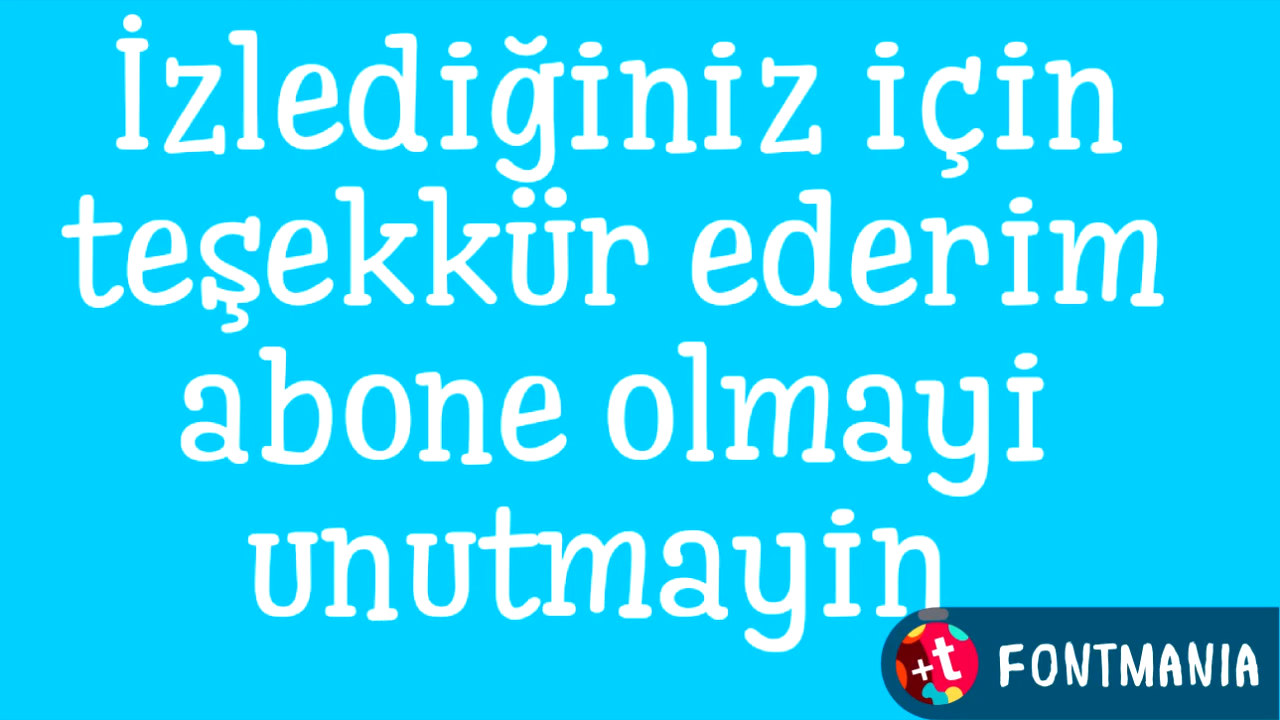 İzlediğiniz için
teşekkür ederim
abone olmayi
unutmayin
+t FONTMANIA